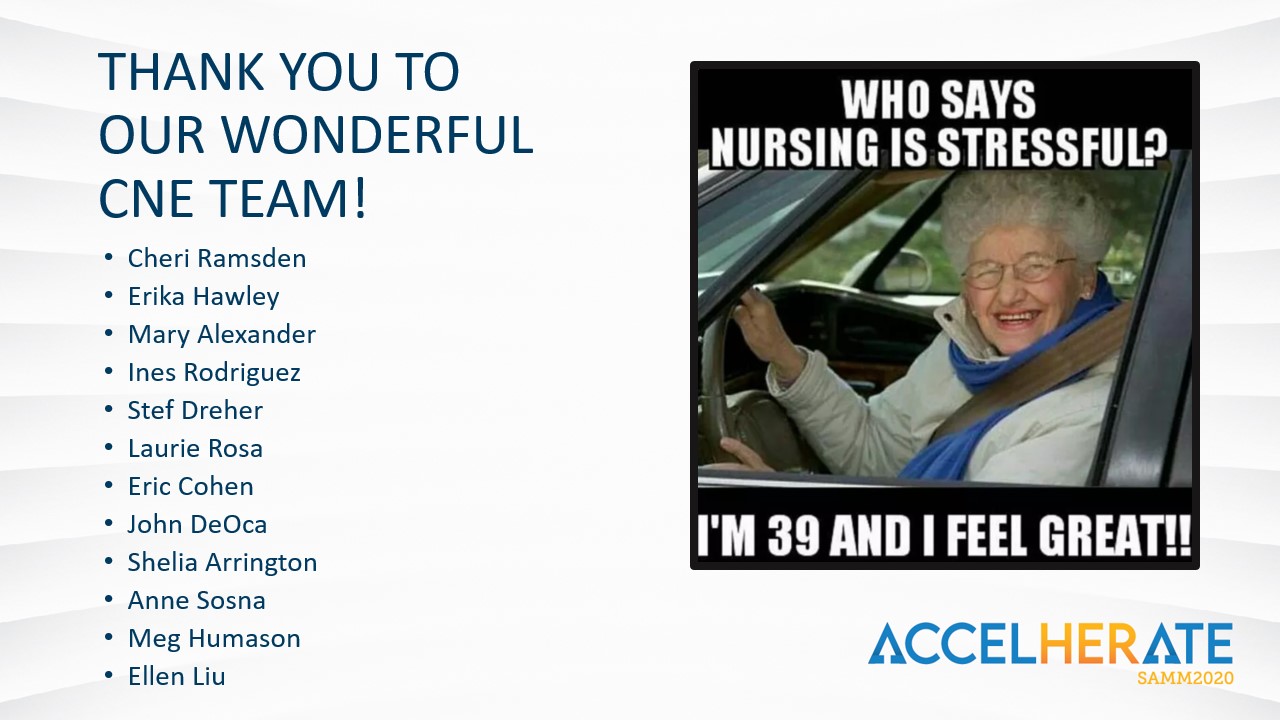 THANK YOU TO
OUR WONDERFUL
CNE TEAM!
• Cheri Ramsden
• Erika Hawley
• Mary Alexander
• Ines Rodriguez
• Stef Dreher
• Laurie Rosa
• Eric Cohen
• John DeOca
• Shelia Arrington
• Anne Sosna
• Meg Humason
• Ellen Liu
WHO SAYS
NURSING IS STRESSFUL?
I'M 39 AND I FEEL GREAT!!
ACCELHERATE
SAMM2020